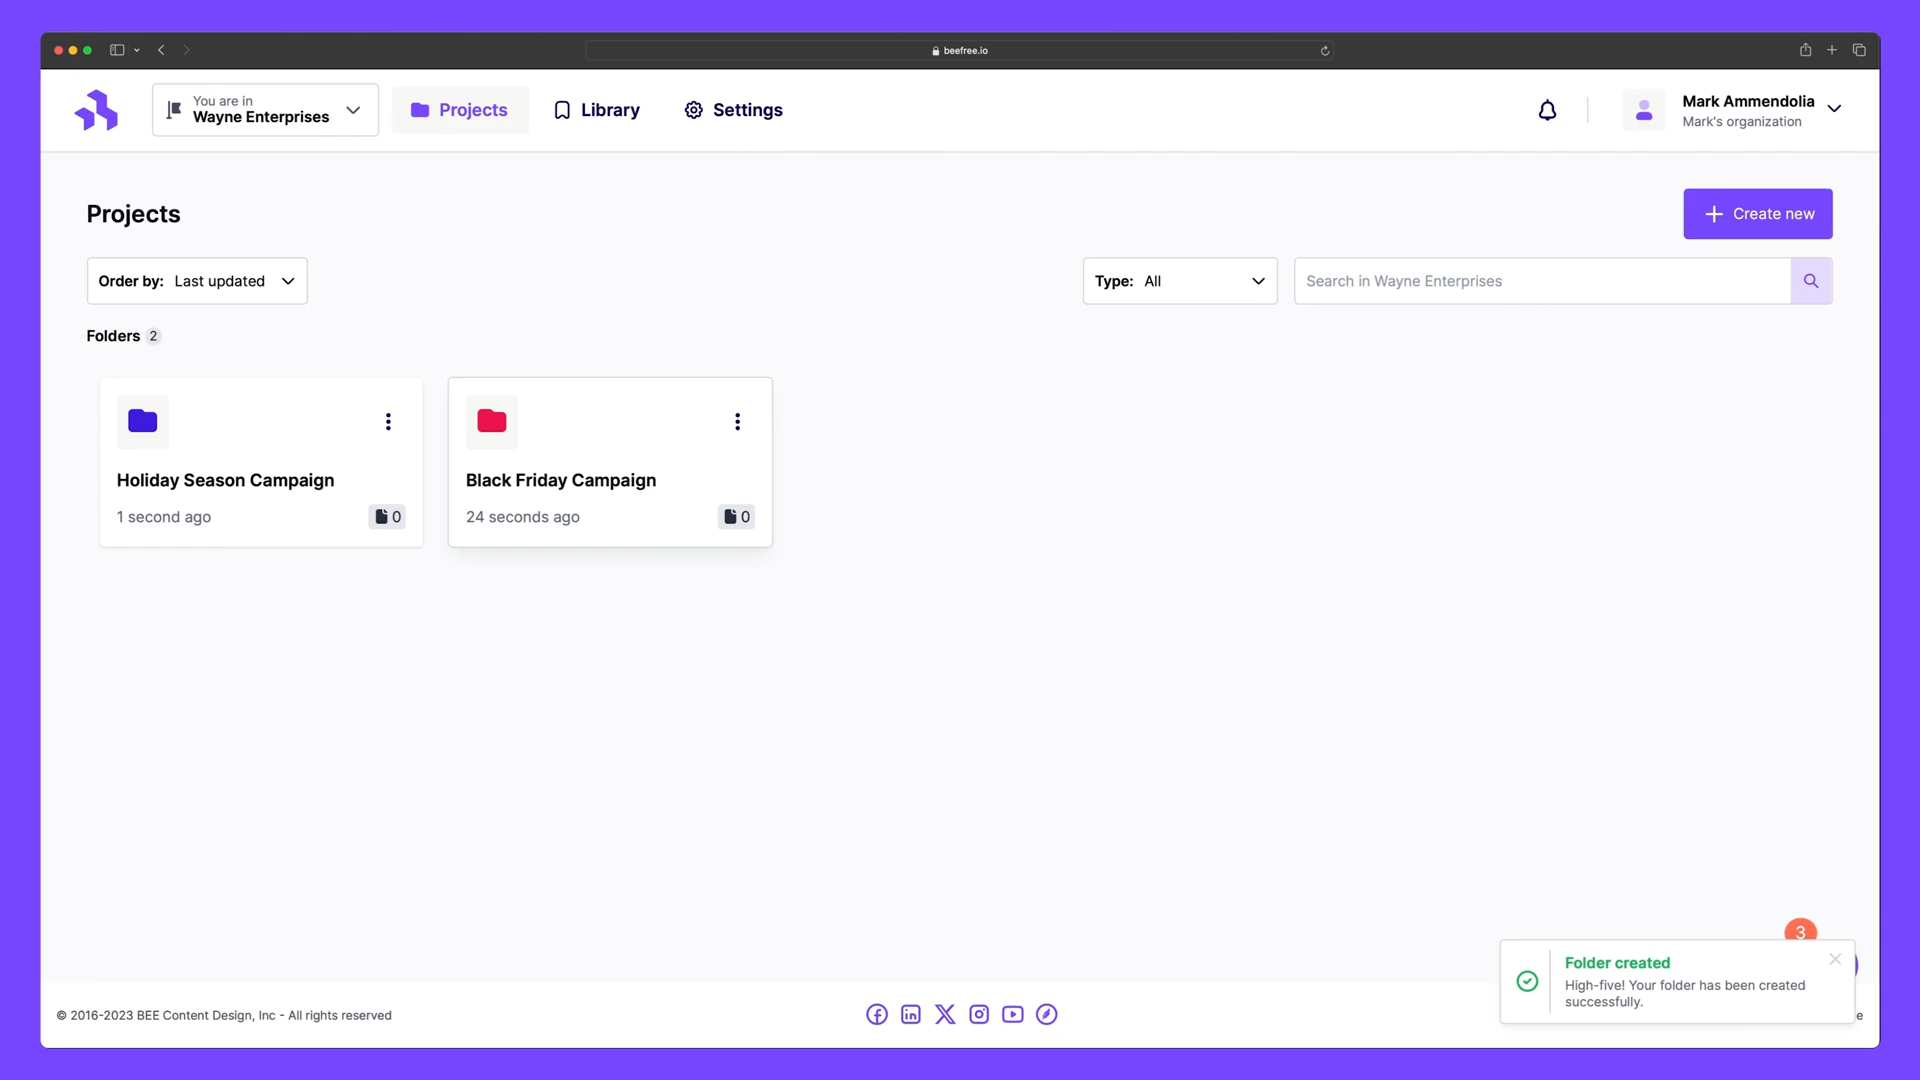 beefree.io
You are in
Wayne Enterprises
Projects
Library
Settings
Mark Ammendolia
Mark's organization
Projects
Create new
Order by: Last updated
Type: All
Search in Wayne Enterprises
Folders 2
Holiday Season Campaign
1 second ago
0
Black Friday Campaign
24 seconds ago
0
3
Folder created
High-five! Your folder has been created
successfully.
© 2016-2023 BEE Content Design, Inc - All rights reserved